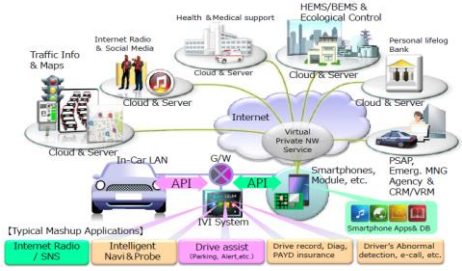 HEMS/BEMS &
Ecological Control
Health & Medical support
Internet Radio
& Social Media
Traffic Info
& Maps
Personal lifelog
Bank
Cloud & Server
Cloud & Server
Cloud & Server
Cloud & Server
Cloud & Server
Internet
Virtual
Private NW
Service
In-Car LAN
G/W
Smartphones,
Module, etc.
PSAP,
Emerg. MNG
Agency &
CRM/VRM
API
API
IVI System
Smartphone Apps& DB
【Typical Mashup Applications】
Internet Radio
/ SNS
Intelligent
Navi & Probe
Drive assist
(Parking, Alert,etc.)
Drive record, Diag,
PAYD insurance
Driver's Abnormal
detection, e-call, etc.